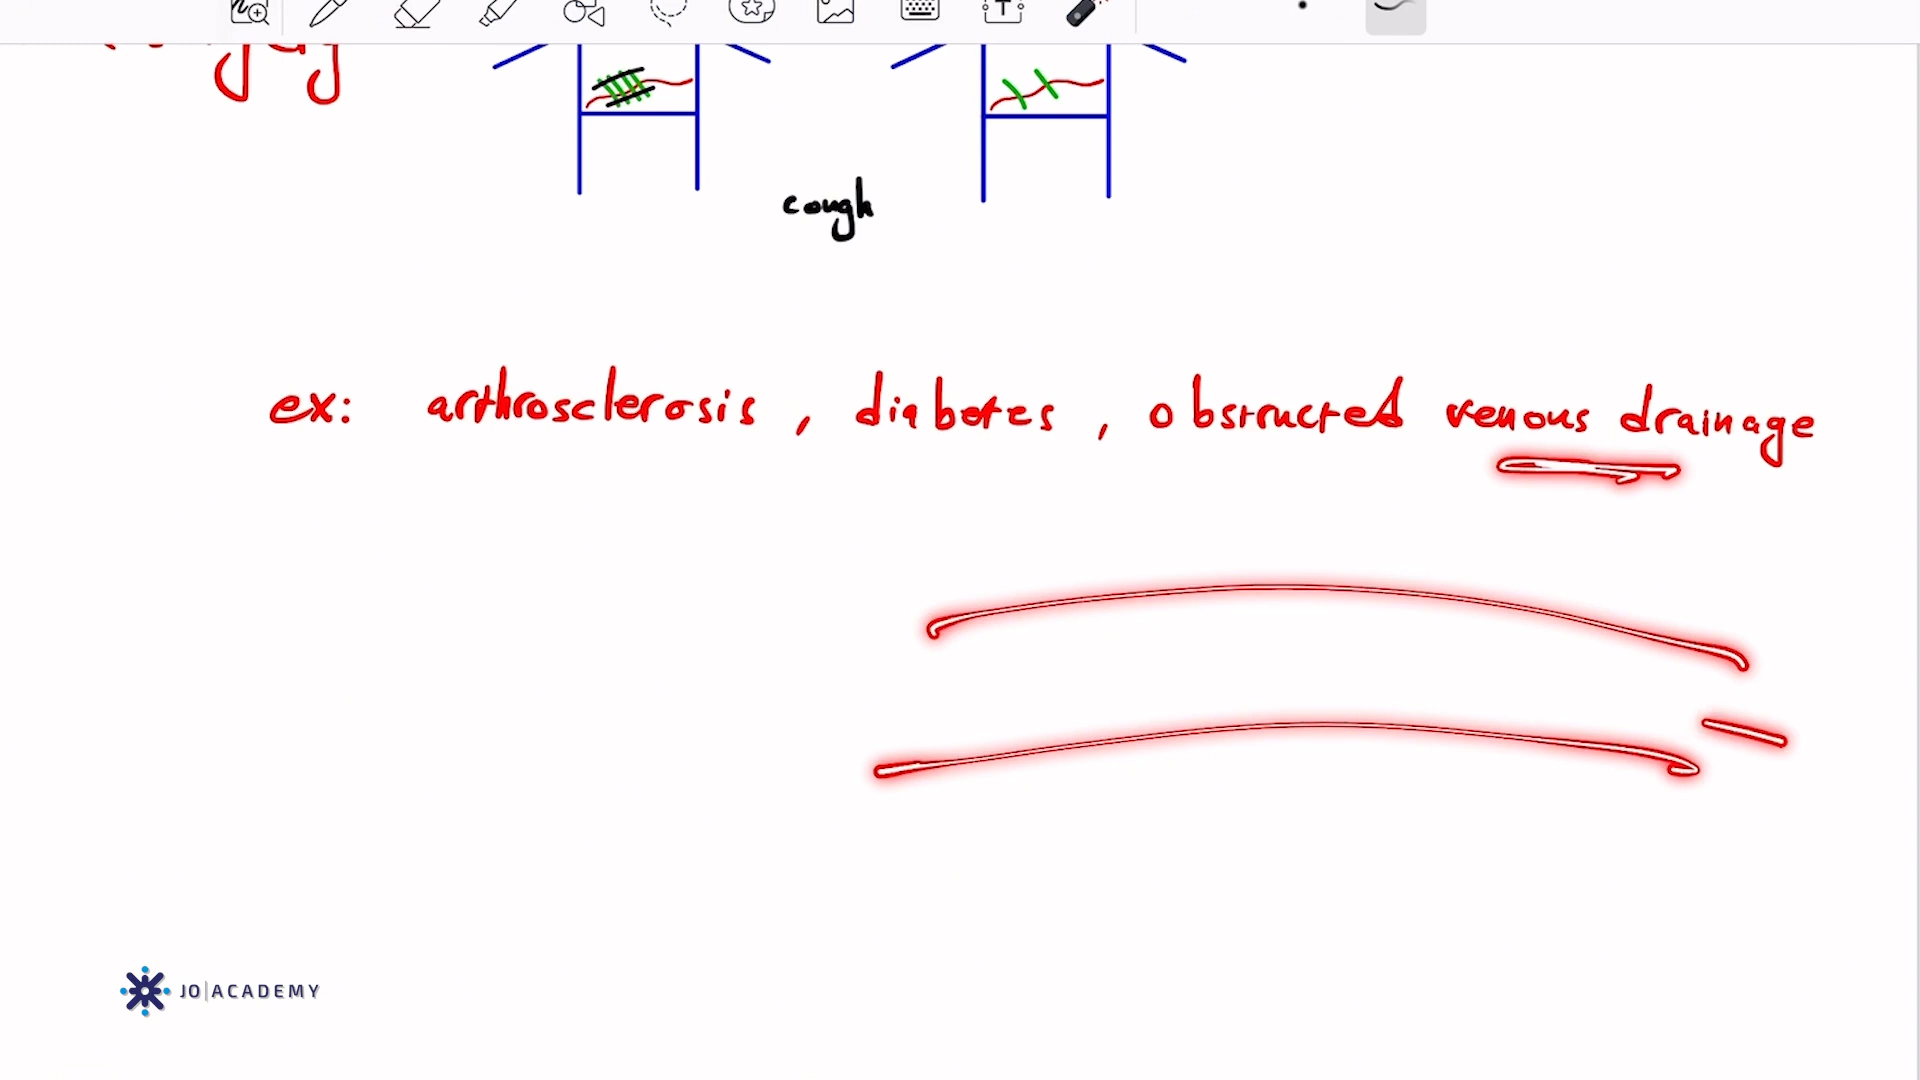 cough
ex: arthrosclerosis , diabetes , obstructed venous drainage
JO|ACADEMY